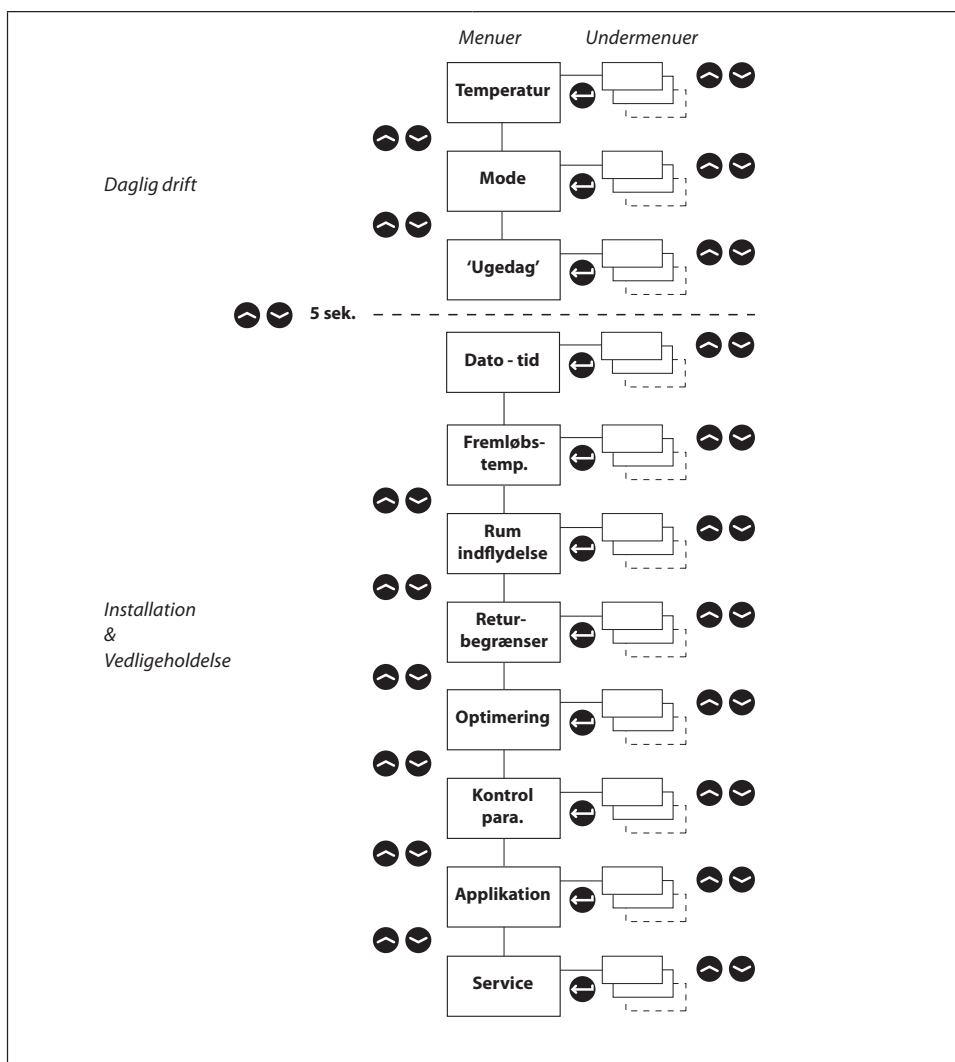 Menuer
Undermenuer
Temperatur
Daglig drift
Mode
‘Ugedag’
5 sek.
Dato - tid
Fremløbs-
temp.
Rum
indflydelse
Installation
&
Vedligeholdelse
Retur-
begrænser
Optimering
Kontrol
para.
Applikation
Service